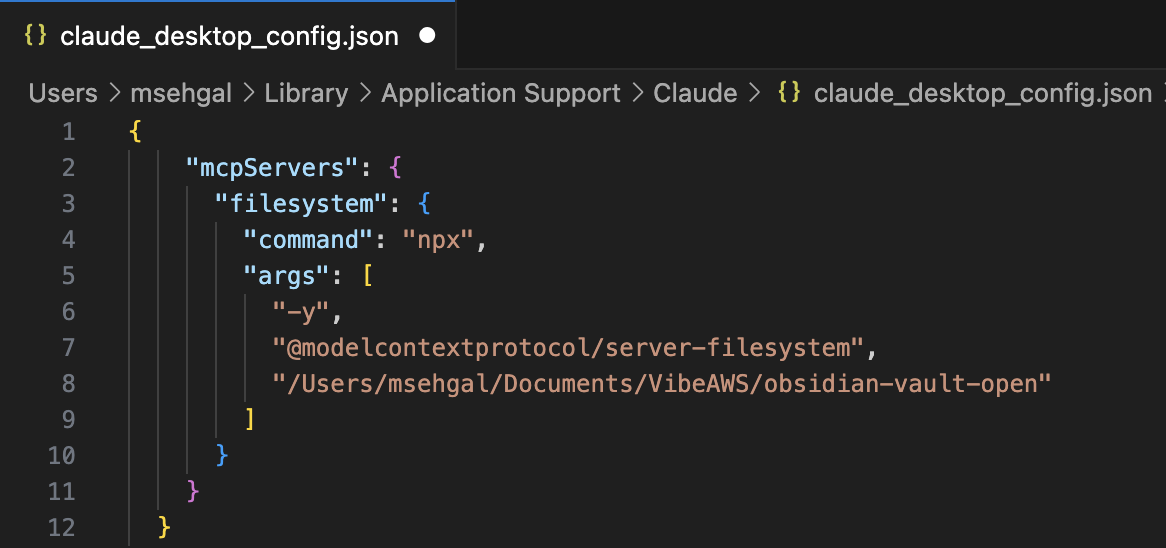 {} claude_desktop_config.json
Users > msehgal > Library > Application Support > Claude > {} claude_desktop_config.json
1 {
2 "mcpServers": {
3 "filesystem": {
4 "command": "npx",
5 "args": [
6 "-y",
7 "@modelcontextprotocol/server-filesystem",
8 "/Users/msehgal/Documents/VibeAWS/obsidian-vault-open"
9 ]
10 }
11 }
12 }